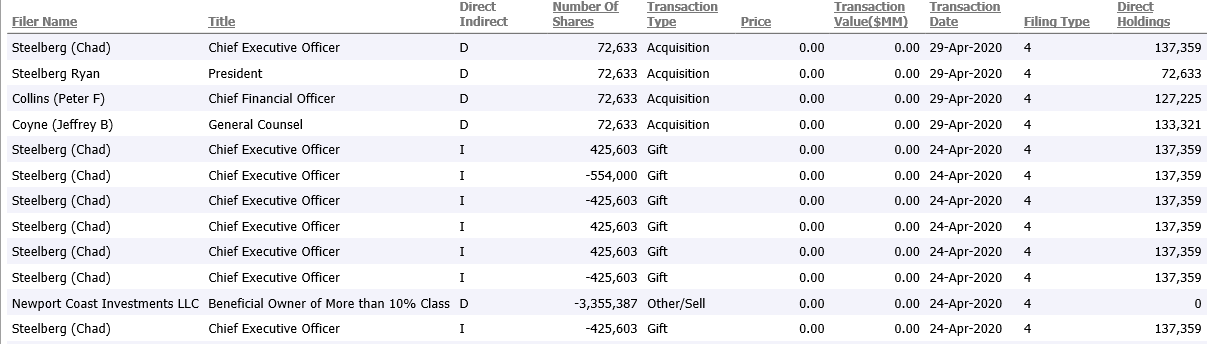 Direct Number Of Transaction Transaction Transaction Direct
Filer Name Title Indirect Shares Type Price Value($MM) Date Filing Type Holdings
Steelberg (Chad) Chief Executive Officer D 72,633 Acquisition 0.00 0.00 29-Apr-2020 4 137,359
Steelberg Ryan President D 72,633 Acquisition 0.00 0.00 29-Apr-2020 4 72,633
Collins (Peter F) Chief Financial Officer D 72,633 Acquisition 0.00 0.00 29-Apr-2020 4 127,225
Coyne (Jeffrey B) General Counsel D 72,633 Acquisition 0.00 0.00 29-Apr-2020 4 133,321
Steelberg (Chad) Chief Executive Officer I 425,603 Gift 0.00 0.00 24-Apr-2020 4 137,359
Steelberg (Chad) Chief Executive Officer I -554,000 Gift 0.00 0.00 24-Apr-2020 4 137,359
Steelberg (Chad) Chief Executive Officer I -425,603 Gift 0.00 0.00 24-Apr-2020 4 137,359
Steelberg (Chad) Chief Executive Officer I 425,603 Gift 0.00 0.00 24-Apr-2020 4 137,359
Steelberg (Chad) Chief Executive Officer I 425,603 Gift 0.00 0.00 24-Apr-2020 4 137,359
Steelberg (Chad) Chief Executive Officer I -425,603 Gift 0.00 0.00 24-Apr-2020 4 137,359
Newport Coast Investments LLC Beneficial Owner of More than 10% Class D -3,355,387 Other/Sell 0.00 0.00 24-Apr-2020 4 0
Steelberg (Chad) Chief Executive Officer I -425,603 Gift 0.00 0.00 24-Apr-2020 4 137,359